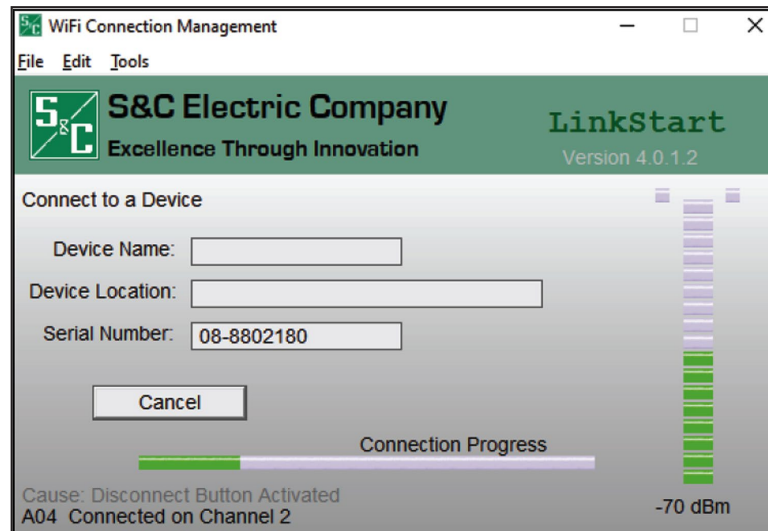 S&C WiFi Connection Management
File Edit Tools
S&C S&C Electric Company
Excellence Through Innovation
LinkStart
Version 4.0.1.2
Connect to a Device
Device Name:
Device Location:
Serial Number: 08-8802180
Cancel
Connection Progress
Cause: Disconnect Button Activated
A04 Connected on Channel 2
-70 dBm